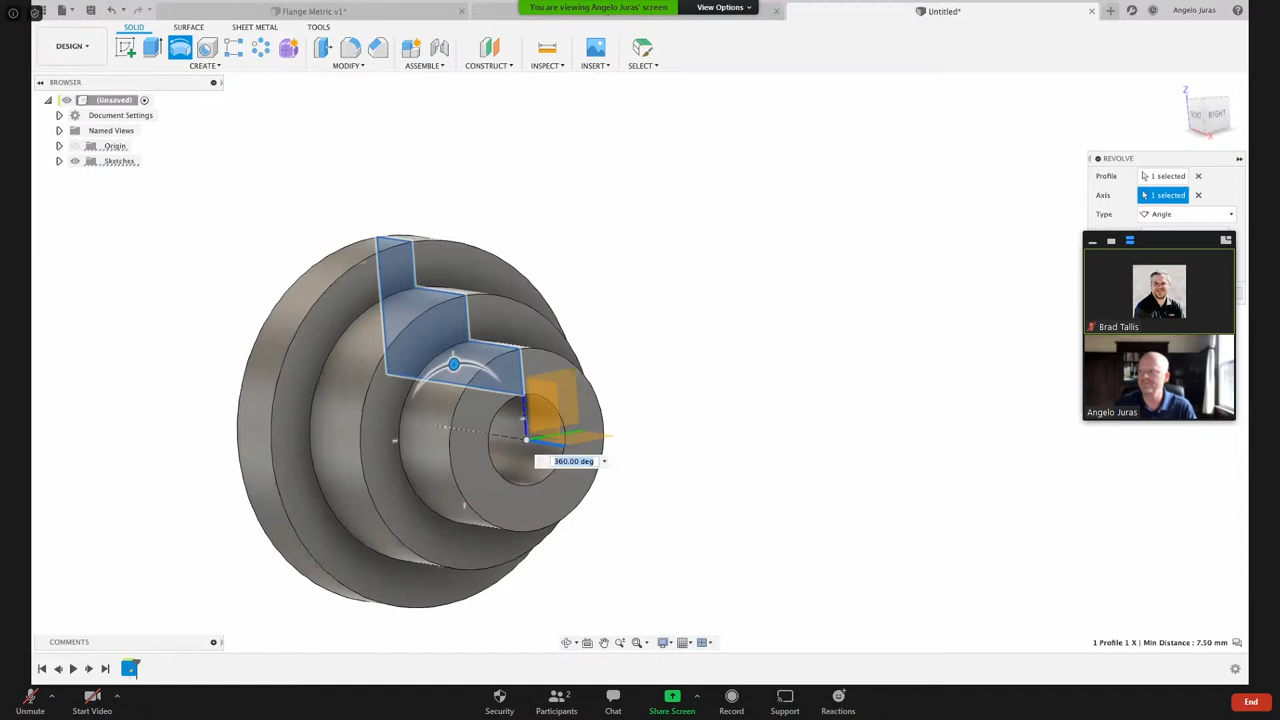 Flange Metric v1*
You are viewing Angelo Juras' screen
View Options
Untitled*
Angelo Juras
DESIGN
SOLID
SURFACE
SHEET METAL
TOOLS
CREATE
MODIFY
ASSEMBLE
CONSTRUCT
INSPECT
INSERT
SELECT
BROWSER
(Unsaved)
Document Settings
Named Views
Origin
Sketches
Z
RIGHT
X
REVOLVE
Profile
1 selected
Axis
1 selected
Type
Angle
Brad Tallis
Angelo Juras
360.00 deg
COMMENTS
1 Profile 1 X | Min Distance : 7.50 mm
Unmute
Start Video
Security
2
Participants
Chat
Share Screen
Record
Support
Reactions
End